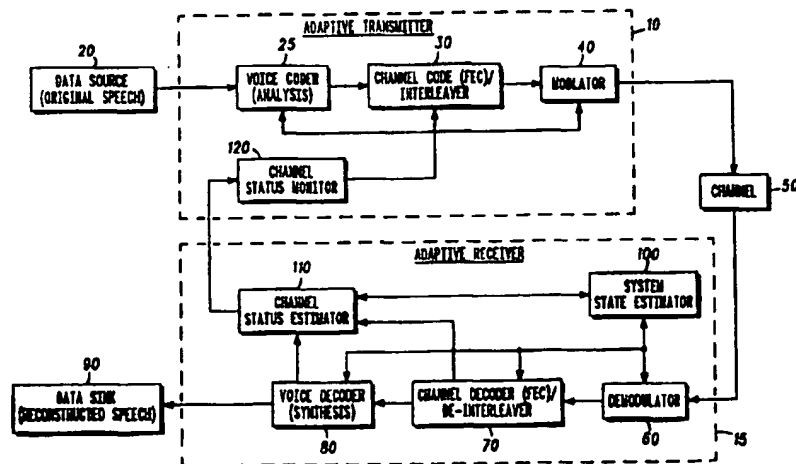 ADAPTIVE TRANSMITTER
10
20
DATA SOURCE
(ORIGINAL SPEECH)
25
VOICE CODER
(ANALYSIS)
30
CHANNEL CODE (FEC)/
INTERLEAVER
40
MODLATOR
120
CHANNEL
STATUS MONITOR
CHANNEL
50
ADAPTIVE RECEIVER
110
CHANNEL
STATUS ESTIMATOR
100
SYSTEM
STATE ESTIMATOR
90
DATA SINK
(RECONSTRUCTED SPEECH)
VOICE DECODER
(SYNTHESIS)
80
CHANNEL DECODER (FEC)/
DE-INTERLEAVER
70
DEMODULATOR
60
15